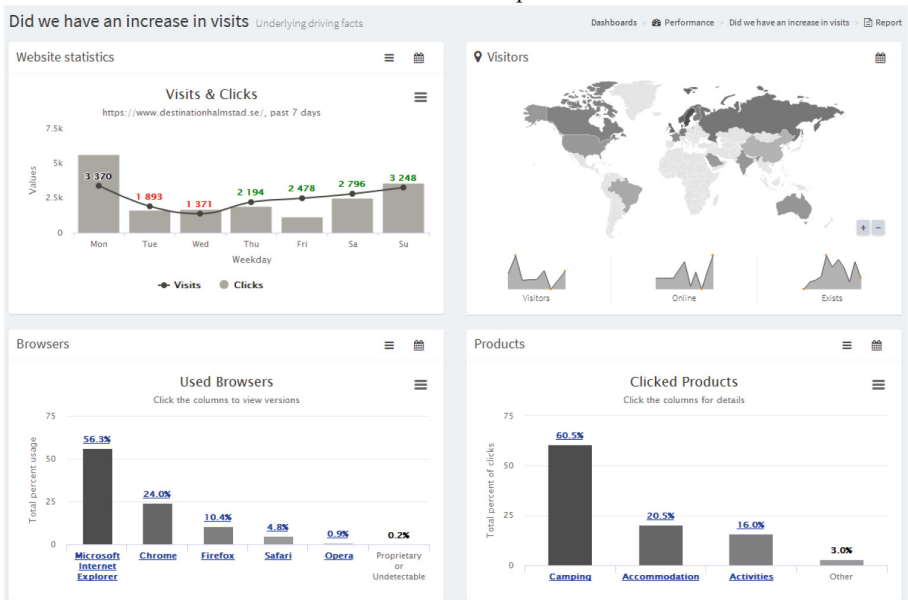 Did we have an increase in visits Underlying driving facts
Dashboards > Performance > Did we have an increase in visits > Report
Website statistics
Visits & Clicks
https://www.destinationhalmstad.se/, past 7 days
Values
7.5k
5k
2.5k
0
3 370
1 893
1 371
2 194
2 478
2 796
3 248
Mon Tue Wed Thu Fri Sa Su
Weekday
Visits Clicks
Visitors
+ −
Visitors Online Exists
Browsers
Used Browsers
Click the columns to view versions
Total percent usage
75
50
25
0
56.3%
24.0%
10.4%
4.8%
0.9%
0.2%
Microsoft Internet Explorer
Chrome
Firefox
Safari
Opera
Proprietary or Undetectable
Products
Clicked Products
Click the columns for details
Total percent of clicks
75
50
25
0
60.5%
20.5%
16.0%
3.0%
Camping
Accommodation
Activities
Other